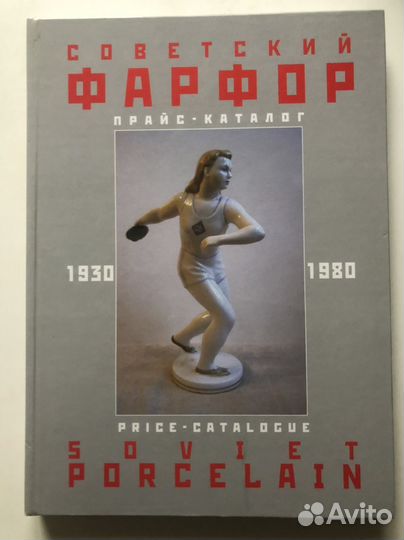 СОВЕТСКИЙ
ФАРФОР
ПРАЙС-КАТАЛОГ
1930
1980
PRICE-CATALOGUE
SOVIET
PORCELAIN
Avito